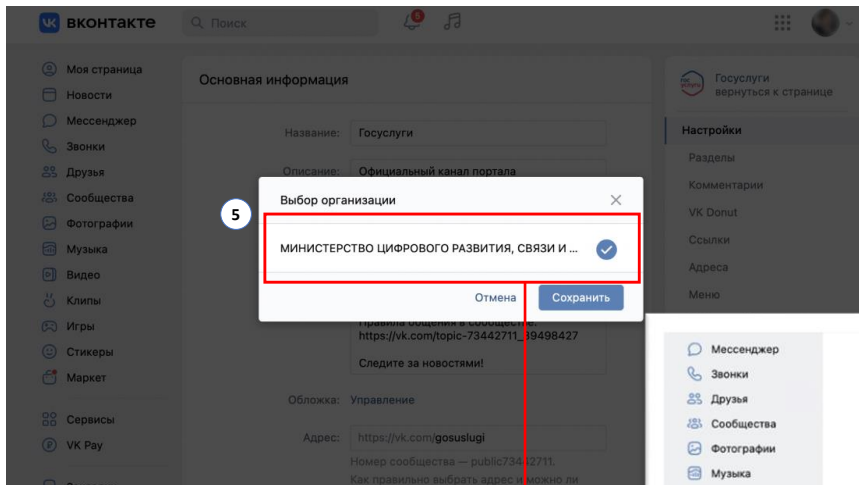 вконтакте
Поиск
6
Моя страница
Новости
Мессенджер
Звонки
Друзья
Сообщества
Фотографии
Музыка
Видео
Клипы
Игры
Стикеры
Маркет
Сервисы
VK Pay
Основная информация
Название: Госуслуги
Описание: Официальный канал портала
5
Выбор организации
МИНИСТЕРСТВО ЦИФРОВОГО РАЗВИТИЯ, СВЯЗИ И ...
Отмена
Сохранить
Правила общения в сообществе:
https://vk.com/topic-73442711_39498427
Следите за новостями!
Обложка: Управление
Адрес: https://vk.com/gosuslugi
Номер сообщества — public73442711.
Как правильно выбрать адрес и можно ли
гос
услуги
Госуслуги
вернуться к странице
Настройки
Разделы
Комментарии
VK Donut
Ссылки
Адреса
Меню
Мессенджер
Звонки
Друзья
Сообщества
Фотографии
Музыка